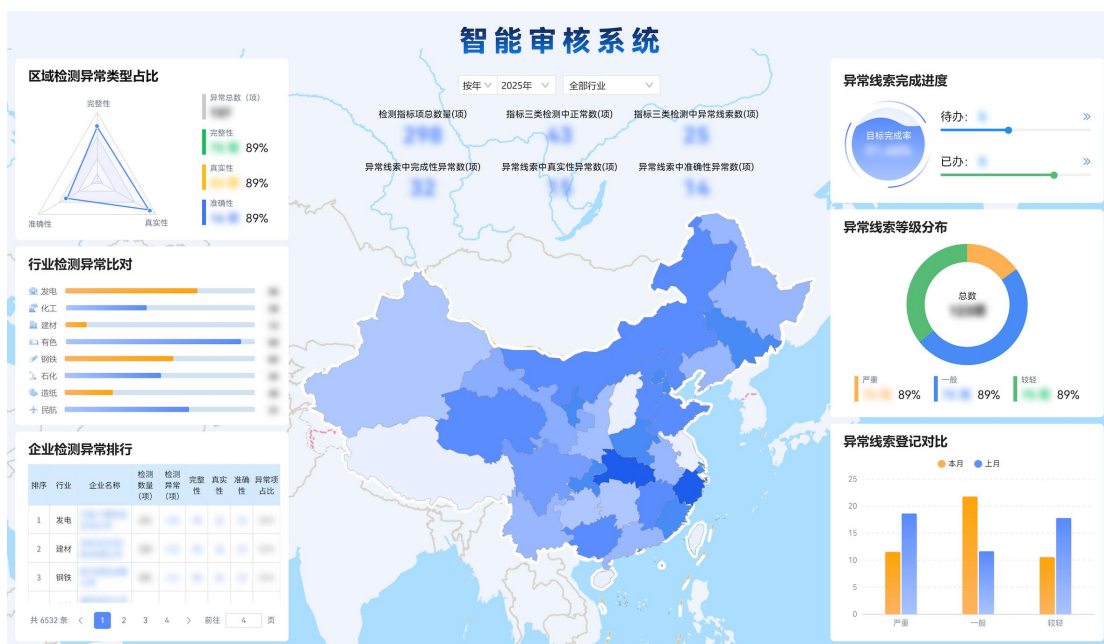 智能审核系统
按年 2025年 全部行业
检测指标项总数量(项) 指标三类检测中正常数(项) 指标三类检测中异常线索数(项)
298 43 25
异常线索中完成性异常数(项) 异常线索中真实性异常数(项) 异常线索中准确性异常数(项)
32 15 14
区域检测异常类型占比
完整性
准确性
真实性
异常总数（项）
完整性
89%
真实性
89%
准确性
89%
行业检测异常比对
发电
化工
建材
有色
钢铁
石化
造纸
民航
企业检测异常排行
排序 行业 企业名称 检测数量(项) 检测异常(项) 完整性 真实性 准确性 异常项占比
1 发电
2 建材
3 钢铁
共 6532 条 1 2 3 4 前往 4 页
异常线索完成进度
目标完成率
待办:
已办:
异常线索等级分布
总数
严重 一般 较轻
89% 89% 89%
异常线索登记对比
本月 上月
25
20
15
10
5
0
严重 一般 较轻